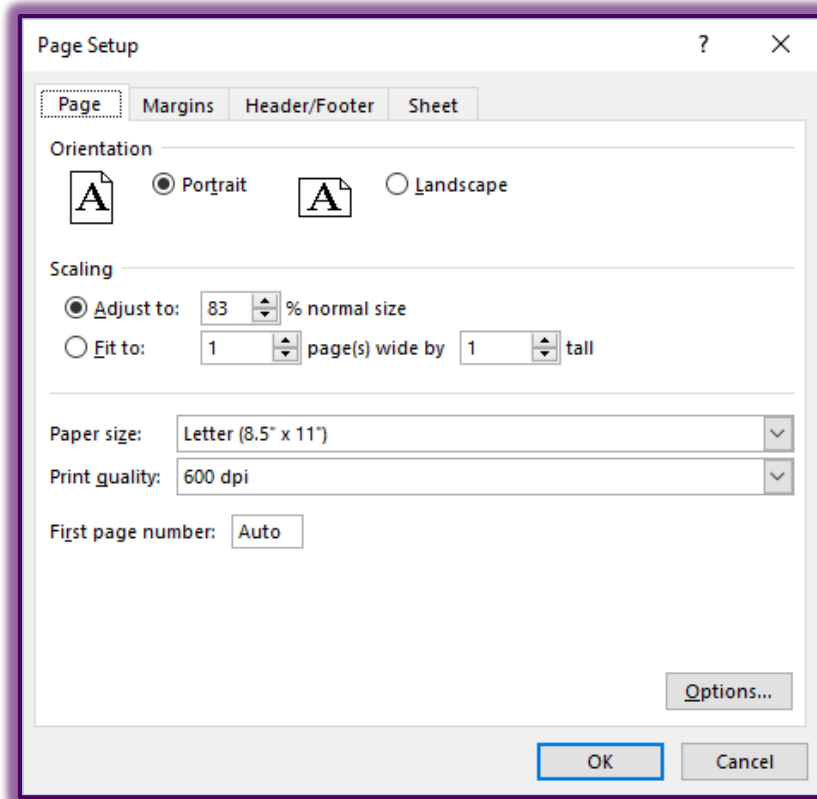 Page Setup ?
Page Margins Header/Footer Sheet
Orientation
A Portrait A Landscape
Scaling
Adjust to: 83 % normal size
Fit to: 1 page(s) wide by 1 tall
Paper size: Letter (8.5" x 11")
Print quality: 600 dpi
First page number: Auto
Options...
OK Cancel